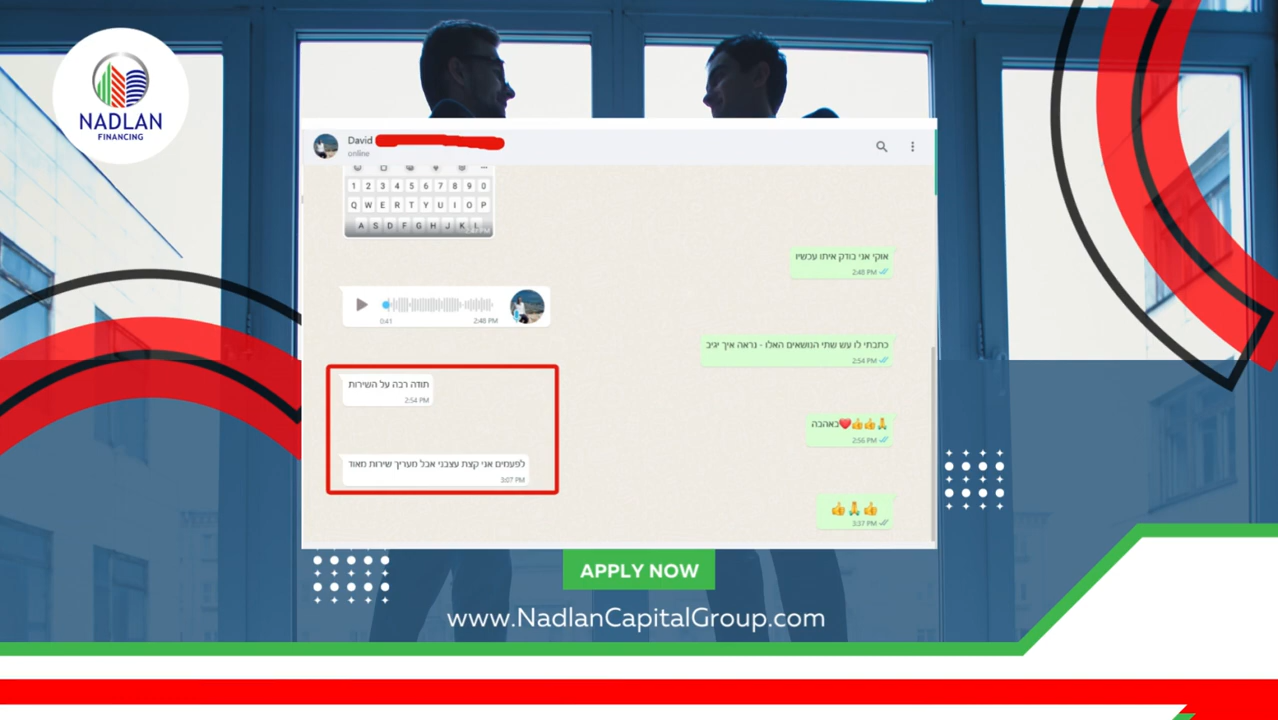 NADLAN
FINANCING
David
online
1 2 3 4 5 6 7 8 9 0
Q W E R T Y U I O P
A S D F G H J K L
אוקי אני בודק איתו עכשיו
2:48 PM
0:41
2:48 PM
כתבתי לו עש שתי הנושאים האלו - נראה איך יגיב
2:54 PM
תודה רבה על השירות
2:54 PM
🙏👍👍❤️באהבה
2:56 PM
לפעמים אני קצת עצבני אבל מעריך שירות מאוד
3:07 PM
👍🙏👍
3:37 PM
APPLY NOW
www.NadlanCapitalGroup.com